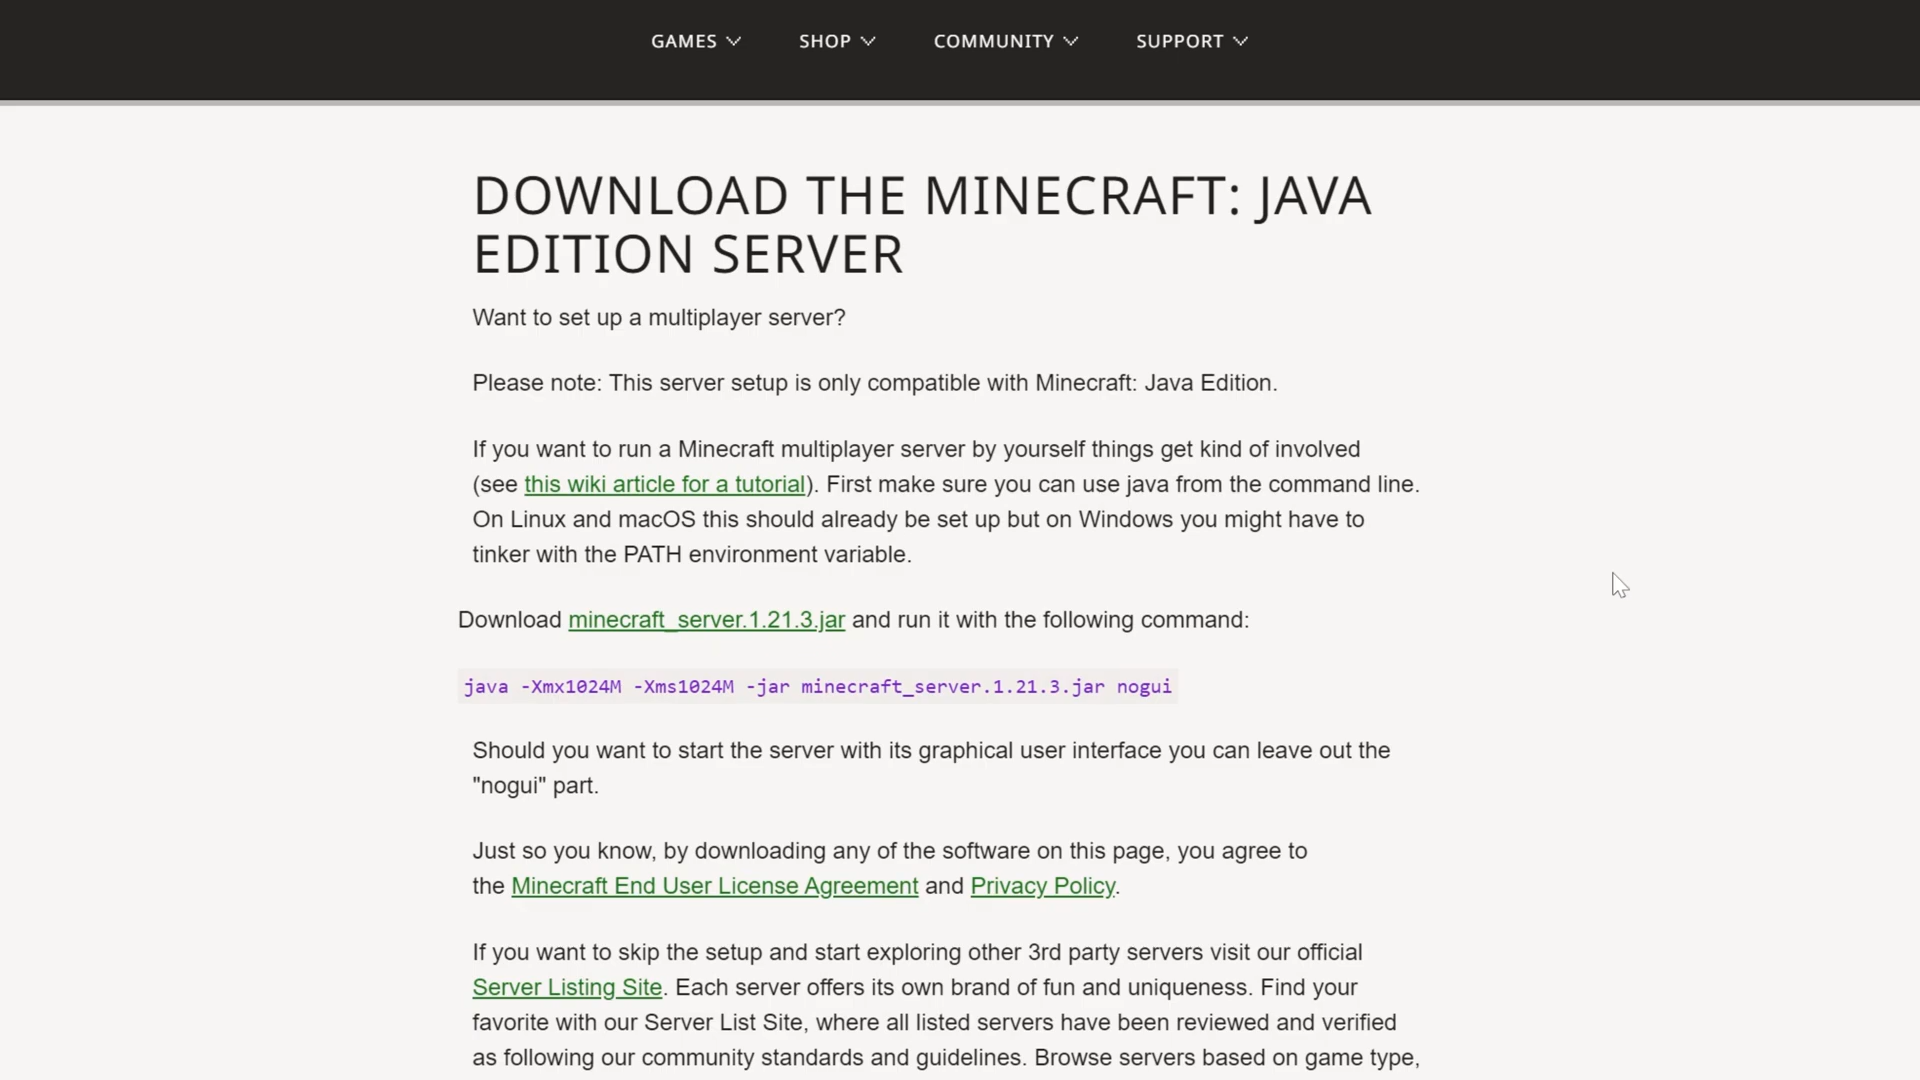 GAMES SHOP COMMUNITY SUPPORT
DOWNLOAD THE MINECRAFT: JAVA
EDITION SERVER
Want to set up a multiplayer server?
Please note: This server setup is only compatible with Minecraft: Java Edition.
If you want to run a Minecraft multiplayer server by yourself things get kind of involved
(see this wiki article for a tutorial). First make sure you can use java from the command line.
On Linux and macOS this should already be set up but on Windows you might have to
tinker with the PATH environment variable.
Download minecraft_server.1.21.3.jar and run it with the following command:
java -Xmx1024M -Xms1024M -jar minecraft_server.1.21.3.jar nogui
Should you want to start the server with its graphical user interface you can leave out the
"nogui" part.
Just so you know, by downloading any of the software on this page, you agree to
the Minecraft End User License Agreement and Privacy Policy.
If you want to skip the setup and start exploring other 3rd party servers visit our official
Server Listing Site. Each server offers its own brand of fun and uniqueness. Find your
favorite with our Server List Site, where all listed servers have been reviewed and verified
as following our community standards and guidelines. Browse servers based on game type,